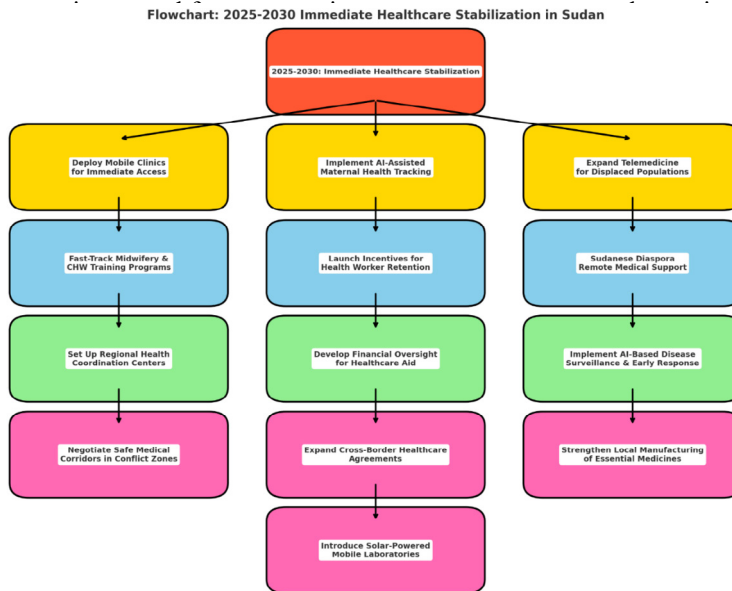 Flowchart: 2025-2030 Immediate Healthcare Stabilization in Sudan
2025-2030: Immediate Healthcare Stabilization
Deploy Mobile Clinics
for Immediate Access
Implement AI-Assisted
Maternal Health Tracking
Expand Telemedicine
for Displaced Populations
Fast-Track Midwifery &
CHW Training Programs
Launch Incentives for
Health Worker Retention
Sudanese Diaspora
Remote Medical Support
Set Up Regional Health
Coordination Centers
Develop Financial Oversight
for Healthcare Aid
Implement AI-Based Disease
Surveillance & Early Response
Negotiate Safe Medical
Corridors in Conflict Zones
Expand Cross-Border Healthcare
Agreements
Strengthen Local Manufacturing
of Essential Medicines
Introduce Solar-Powered
Mobile Laboratories